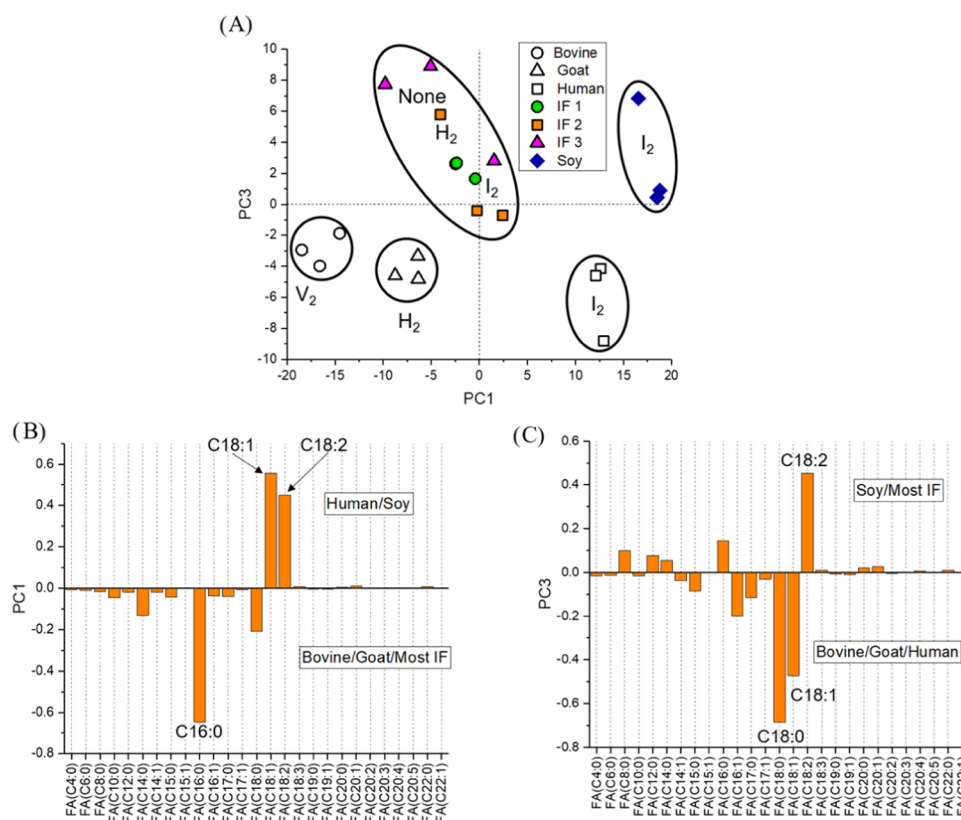 (A)
10
8
6
4
2
0
-2
-4
-6
-8
-10
PC3
-20
-15
-10
-5
0
5
10
15
20
PC1
Bovine
Goat
Human
IF 1
IF 2
IF 3
Soy
None
H2
I2
I2
V2
H2
I2
(B)
C18:1
C18:2
0.6
0.4
0.2
0.0
-0.2
-0.4
-0.6
-0.8
PC1
Human/Soy
Bovine/Goat/Most IF
C16:0
FA(C4:0)
FA(C6:0)
FA(C8:0)
FA(C10:0)
FA(C12:0)
FA(C14:0)
FA(C14:1)
FA(C15:0)
FA(C15:1)
FA(C16:0)
FA(C16:1)
FA(C17:0)
FA(C17:1)
FA(C18:0)
FA(C18:1)
FA(C18:2)
FA(C18:3)
FA(C19:0)
FA(C19:1)
FA(C20:0)
FA(C20:1)
FA(C20:2)
FA(C20:3)
FA(C20:4)
FA(C20:5)
FA(C22:0)
FA(C22:1)
(C)
0.6
0.4
0.2
0.0
-0.2
-0.4
-0.6
-0.8
PC3
C18:2
Soy/Most IF
Bovine/Goat/Human
C18:1
C18:0
FA(C4:0)
FA(C6:0)
FA(C8:0)
FA(C10:0)
FA(C12:0)
FA(C14:0)
FA(C14:1)
FA(C15:0)
FA(C15:1)
FA(C16:0)
FA(C16:1)
FA(C17:0)
FA(C17:1)
FA(C18:0)
FA(C18:1)
FA(C18:2)
FA(C18:3)
FA(C19:0)
FA(C19:1)
FA(C20:0)
FA(C20:1)
FA(C20:2)
FA(C20:3)
FA(C20:4)
FA(C20:5)
FA(C22:0)